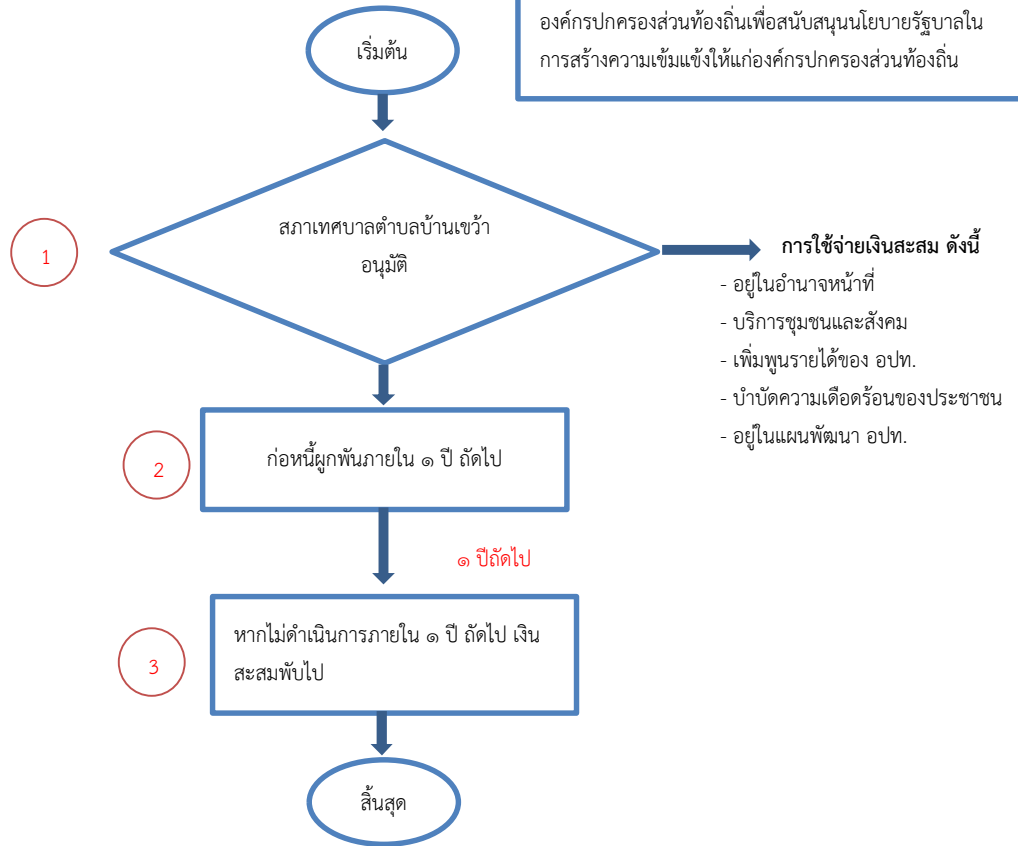 องค์กรปกครองส่วนท้องถิ่นเพื่อสนับสนุนนโยบายรัฐบาลใน
การสร้างความเข้มแข้งให้แก่องค์กรปกครองส่วนท้องถิ่น
เริ่มต้น
1
สภาเทศบาลตำบลบ้านเขว้า
อนุมัติ
การใช้จ่ายเงินสะสม ดังนี้
- อยู่ในอำนาจหน้าที่
- บริการชุมชนและสังคม
- เพิ่มพูนรายได้ของ อปท.
- บำบัดความเดือดร้อนของประชาชน
- อยู่ในแผนพัฒนา อปท.
2
ก่อหนี้ผูกพันภายใน ๑ ปี ถัดไป
๑ ปีถัดไป
3
หากไม่ดำเนินการภายใน ๑ ปี ถัดไป เงิน
สะสมพับไป
สิ้นสุด